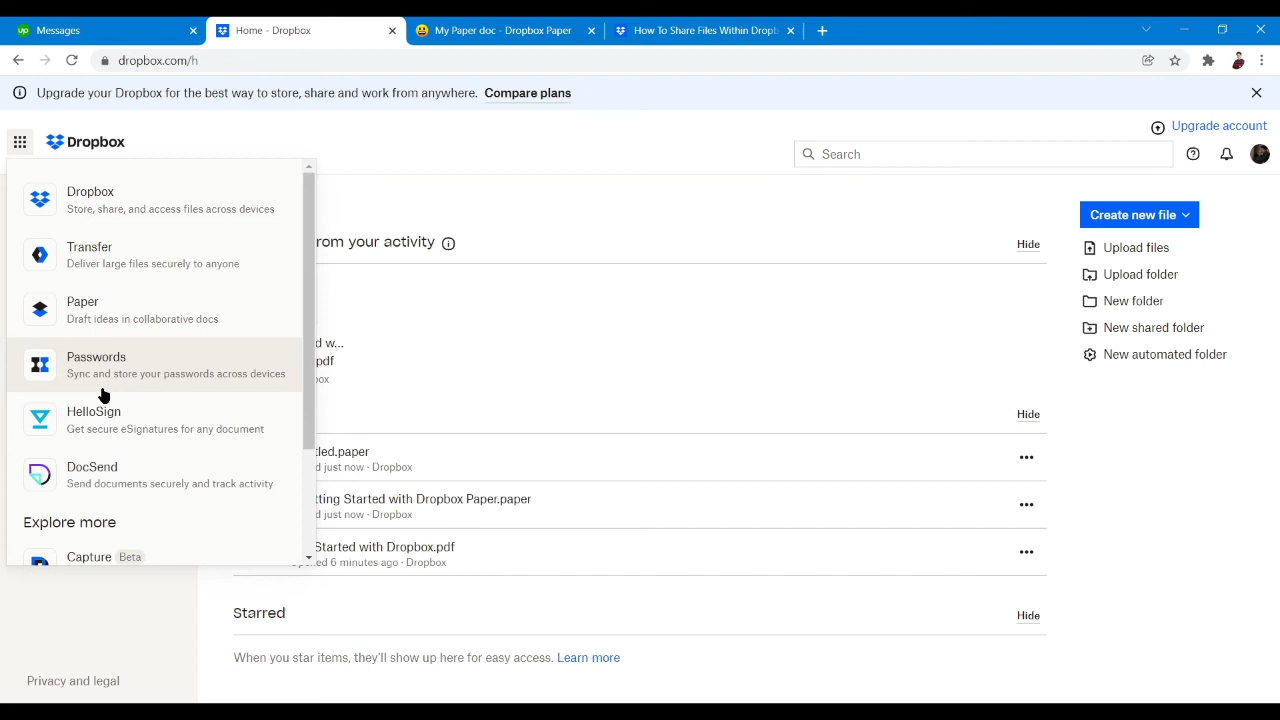 up Messages
Home - Dropbox
My Paper doc - Dropbox Paper
How To Share Files Within Dropb
dropbox.com/h
Upgrade your Dropbox for the best way to store, share and work from anywhere. Compare plans
Dropbox
Upgrade account
Search
Dropbox
Store, share, and access files across devices
Transfer
Deliver large files securely to anyone
Paper
Draft ideas in collaborative docs
Passwords
Sync and store your passwords across devices
HelloSign
Get secure eSignatures for any document
DocSend
Send documents securely and track activity
Explore more
Capture Beta
rom your activity
Hide
d w...
pdf
box
Hide
tled.paper
d just now · Dropbox
tting Started with Dropbox Paper.paper
d just now · Dropbox
Started with Dropbox.pdf
ed 6 minutes ago · Dropbox
Starred
Hide
When you star items, they'll show up here for easy access. Learn more
Create new file
Upload files
Upload folder
New folder
New shared folder
New automated folder
Privacy and legal